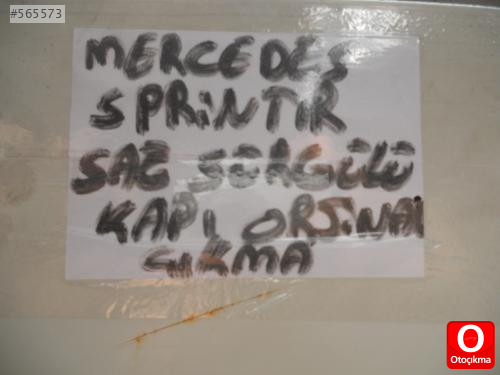 #565573
MERCEDES
SPRiNTIR
SAĞ SÜRGÜLÜ
KAPI ORJiNAl
ÇIKMA
O
Otoçıkma